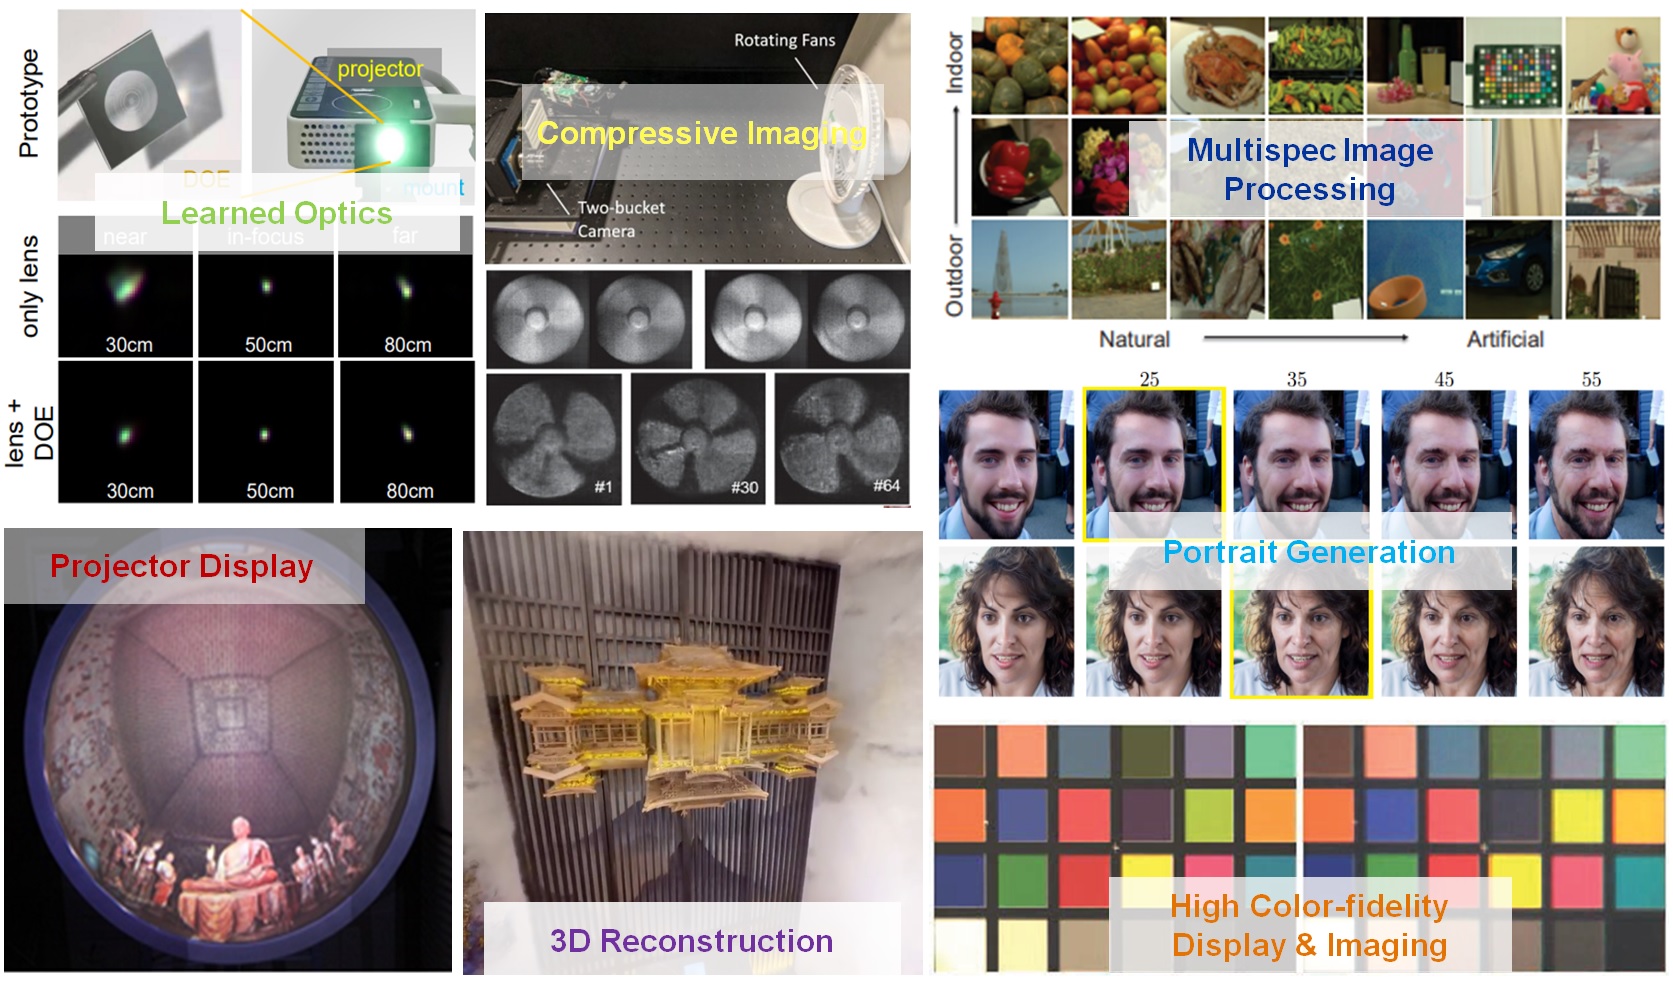 Prototype
projector
DOE
mount
Learned Optics
near
in-focus
far
only lens
30cm
50cm
80cm
lens +
DOE
30cm
50cm
80cm
Rotating Fans
Compressive Imaging
Two-bucket
Camera
#1
#30
#64
Indoor
Outdoor
Multispec Image
Processing
Natural
Artificial
25
35
45
55
Portrait Generation
Projector Display
3D Reconstruction
High Color-fidelity
Display & Imaging